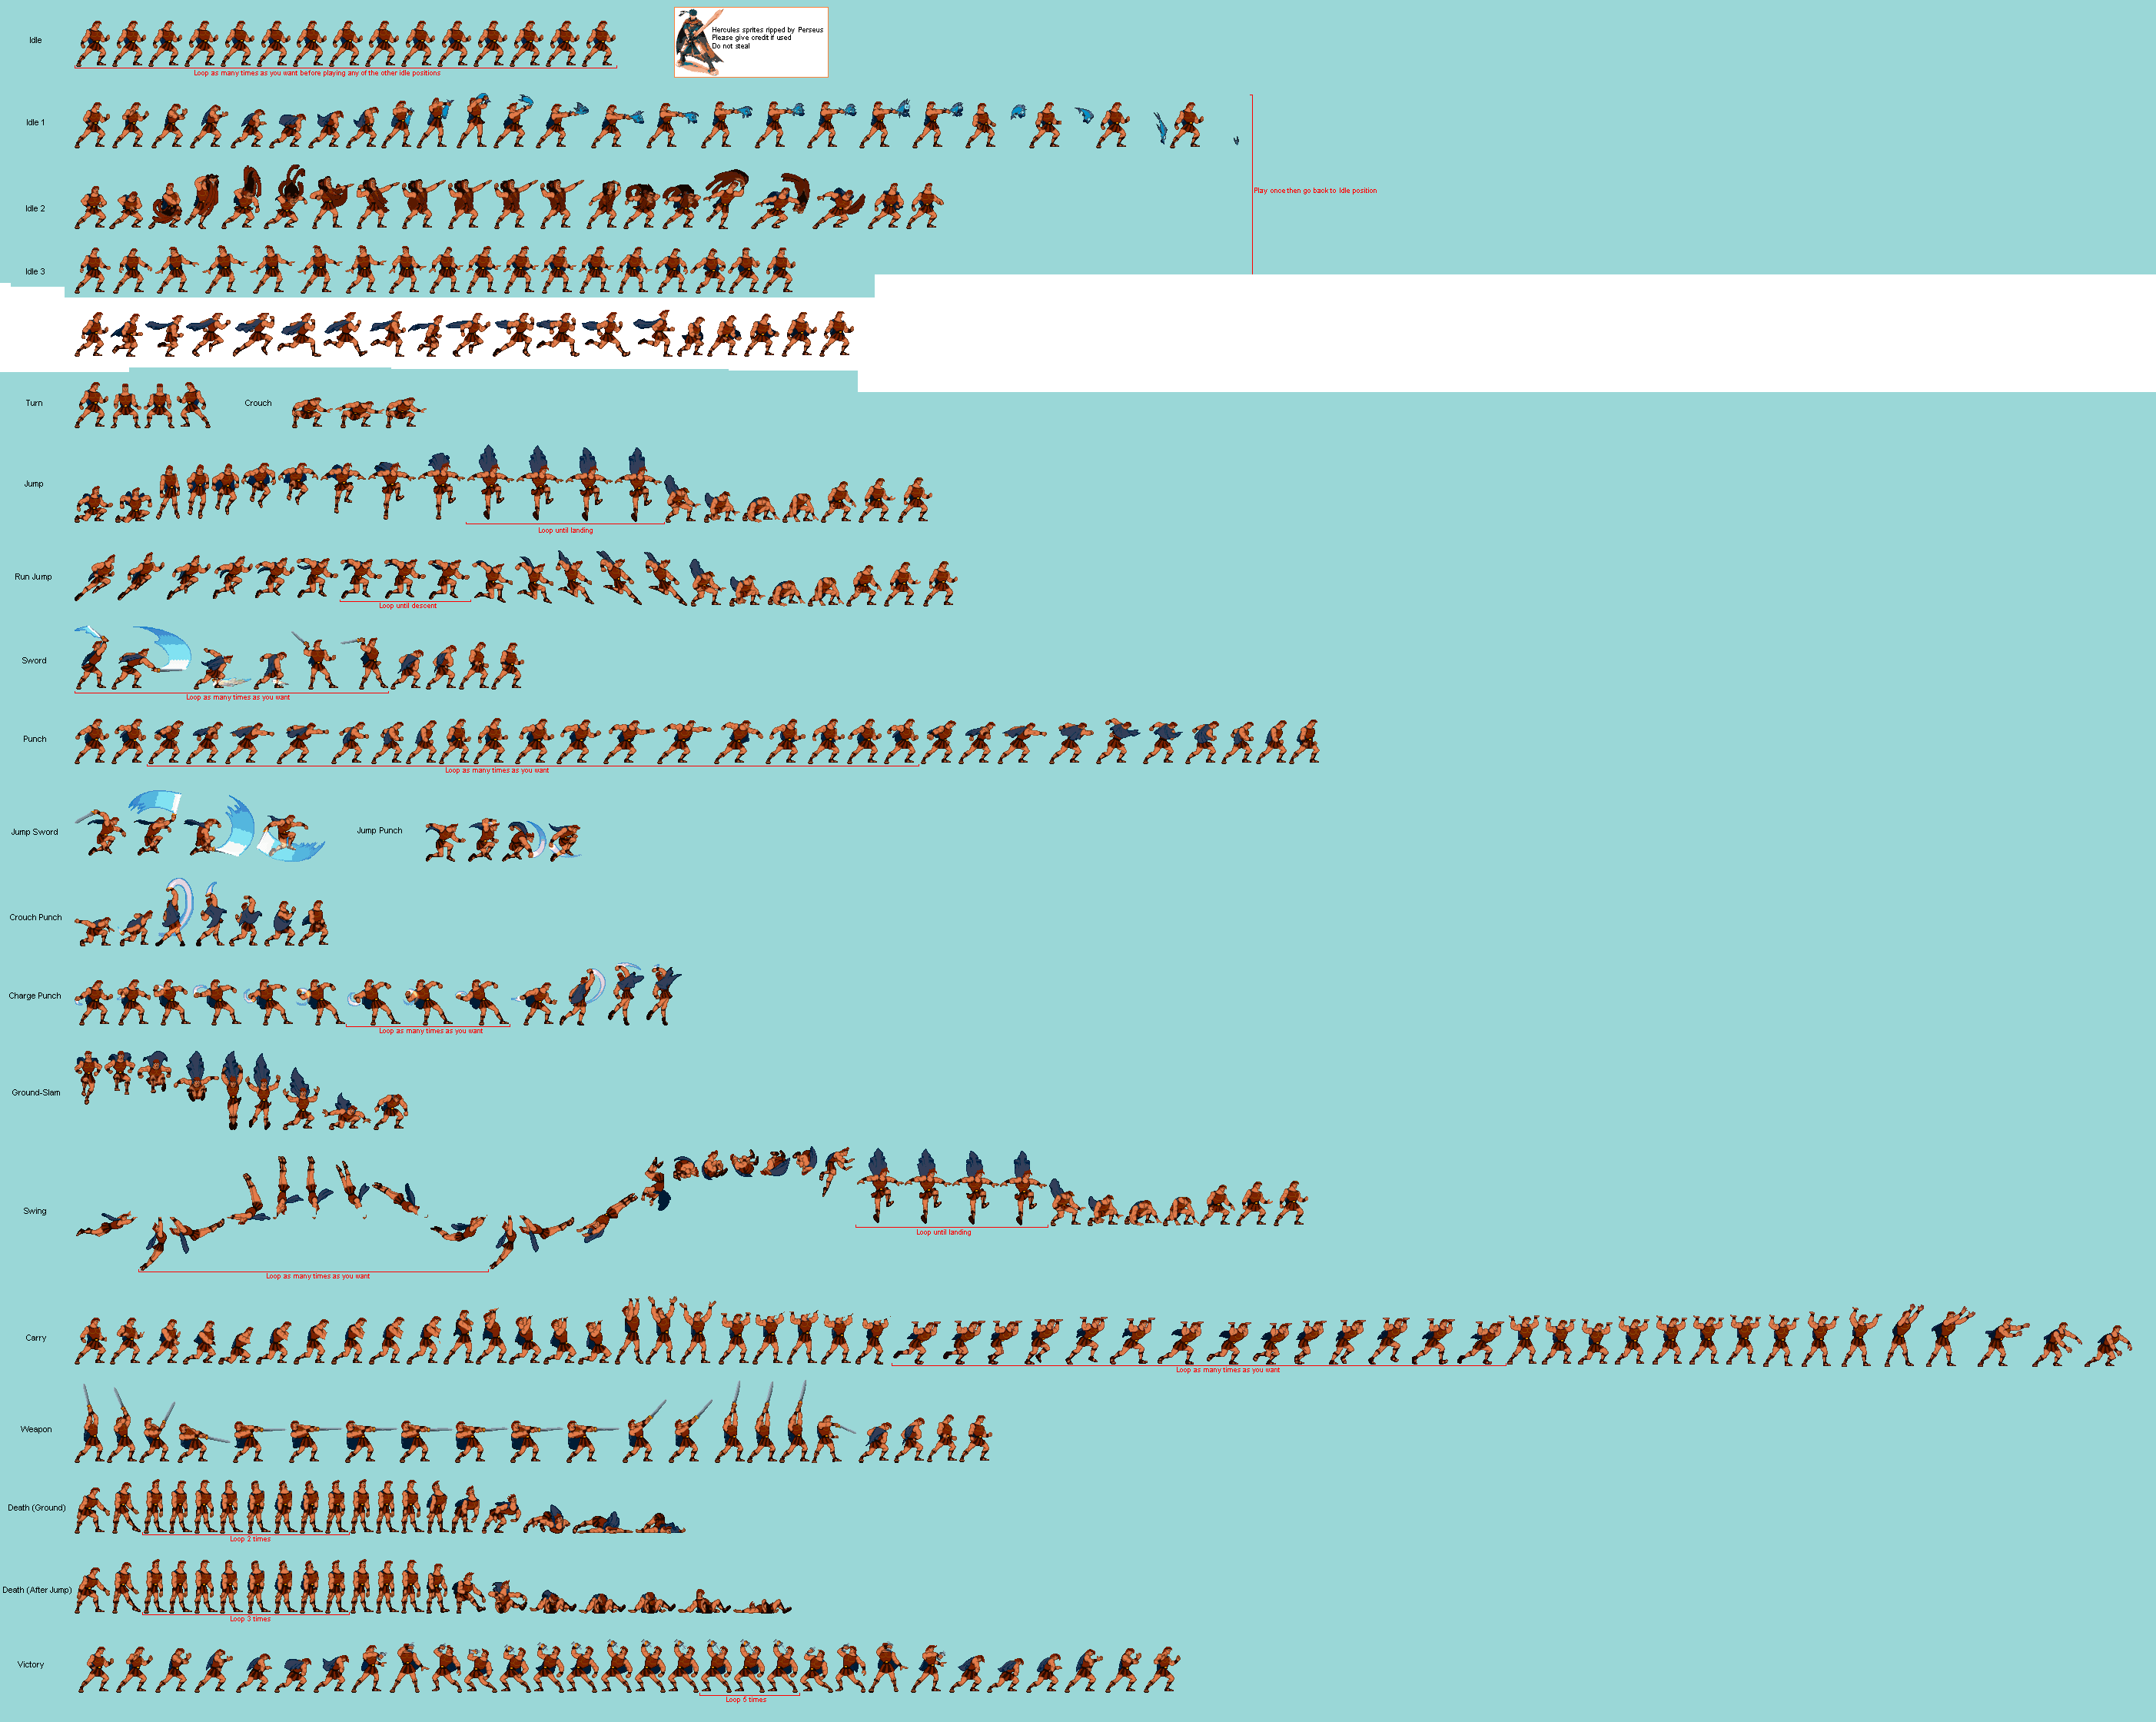 Idle
Hercules sprites ripped by Perseus
Please give credit if used
Do not steal
Loop as many times as you want before playing any of the other idle positions
Idle 1
Play once then go back to Idle position
Idle 2
Idle 3
Turn
Crouch
Jump
Loop until landing
Run Jump
Loop until descent
Sword
Loop as many times as you want
Punch
Loop as many times as you want
Jump Sword
Jump Punch
Crouch Punch
Charge Punch
Loop as many times as you want
Ground-Slam
Swing
Loop until landing
Loop as many times as you want
Carry
Loop as many times as you want
Weapon
Death (Ground)
Loop 2 times
Death (After Jump)
Loop 3 times
Victory
Loop 5 times